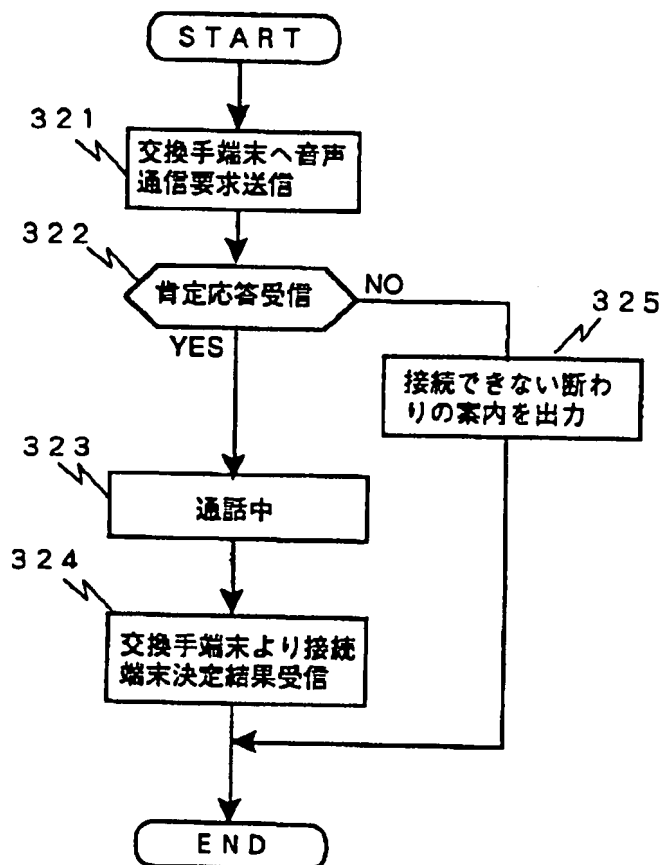 START
321
交換手端末へ音声
通信要求送信
322
肯定応答受信
NO
YES
325
接続できない断わ
りの案内を出力
323
通話中
324
交換手端末より接続
端末決定結果受信
END